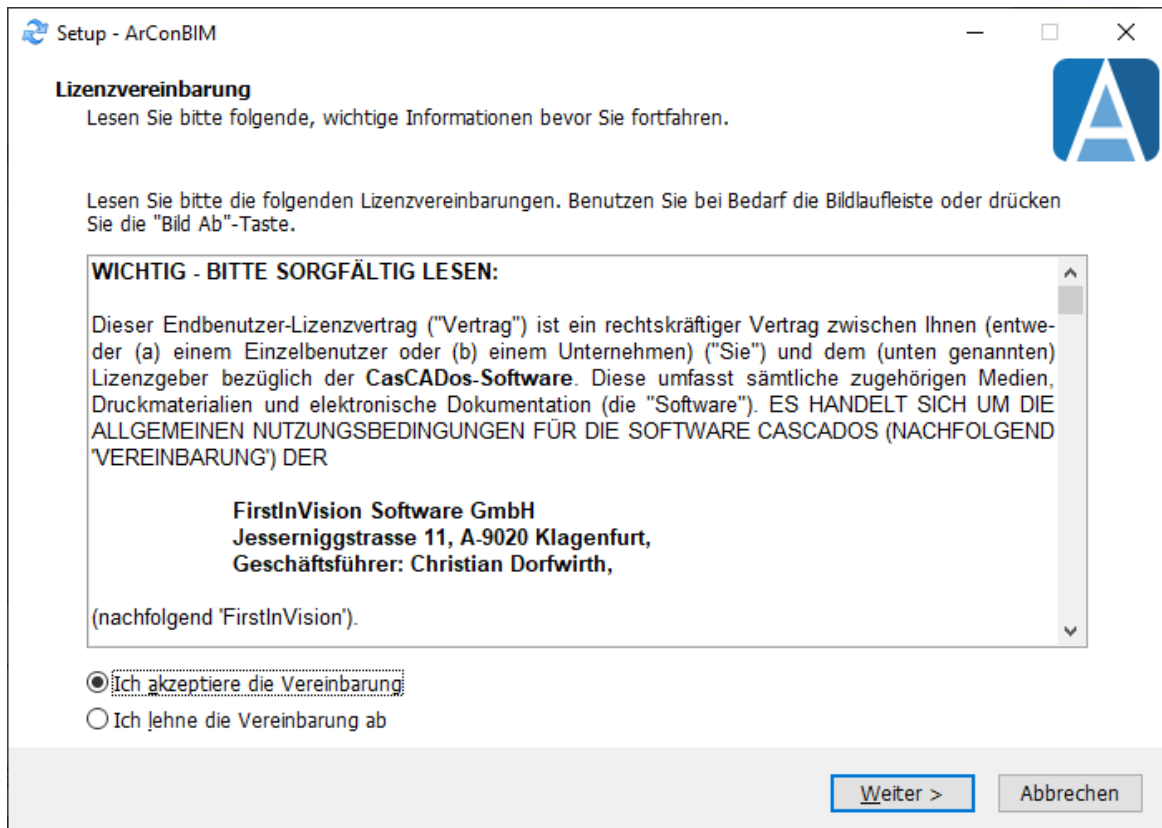 Setup - ArConBIM
Lizenzvereinbarung
Lesen Sie bitte folgende, wichtige Informationen bevor Sie fortfahren.
Lesen Sie bitte die folgenden Lizenzvereinbarungen. Benutzen Sie bei Bedarf die Bildlaufleiste oder drücken
Sie die "Bild Ab"-Taste.
WICHTIG - BITTE SORGFÄLTIG LESEN:
Dieser Endbenutzer-Lizenzvertrag ("Vertrag") ist ein rechtskräftiger Vertrag zwischen Ihnen (entwe-
der (a) einem Einzelbenutzer oder (b) einem Unternehmen) ("Sie") und dem (unten genannten)
Lizenzgeber bezüglich der CasCADos-Software. Diese umfasst sämtliche zugehörigen Medien,
Druckmaterialien und elektronische Dokumentation (die "Software"). ES HANDELT SICH UM DIE
ALLGEMEINEN NUTZUNGSBEDINGUNGEN FÜR DIE SOFTWARE CASCADOS (NACHFOLGEND
'VEREINBARUNG') DER
FirstInVision Software GmbH
Jesserniggstrasse 11, A-9020 Klagenfurt,
Geschäftsführer: Christian Dorfwirth,
(nachfolgend 'FirstInVision').
Ich akzeptiere die Vereinbarung
Ich lehne die Vereinbarung ab
Weiter >
Abbrechen